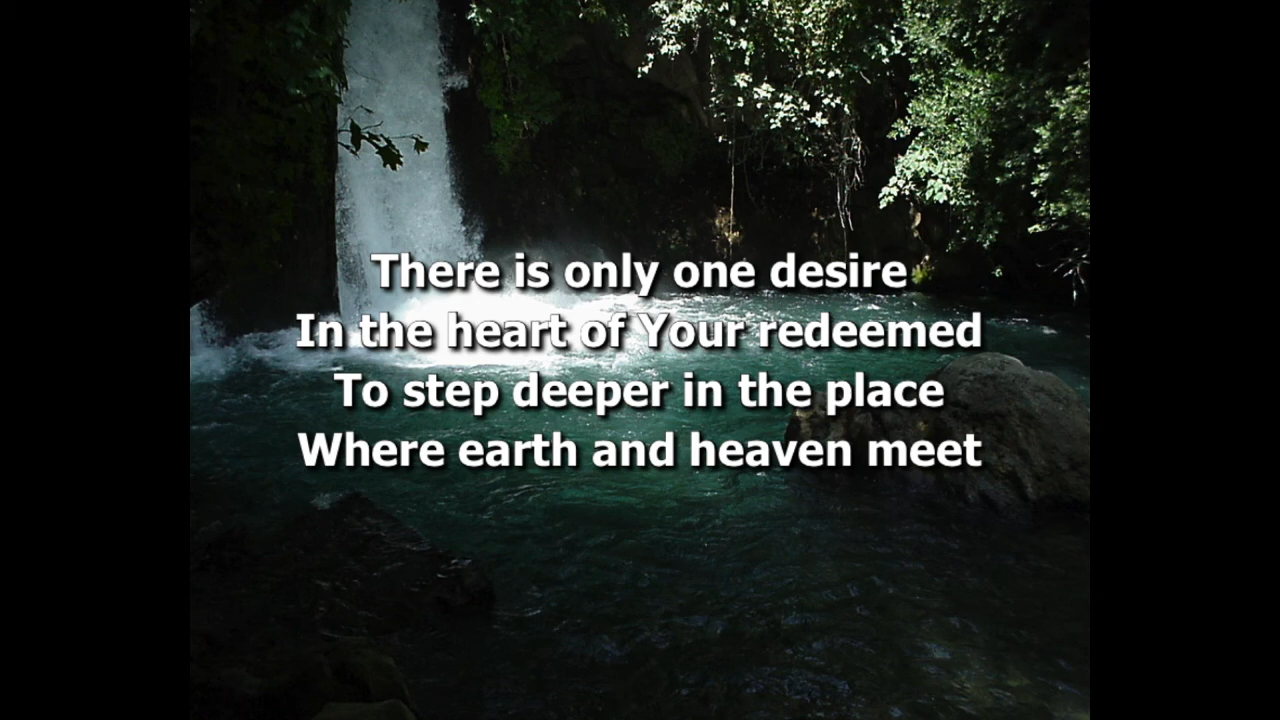 There is only one desire
In the heart of Your redeemed
To step deeper in the place
Where earth and heaven meet